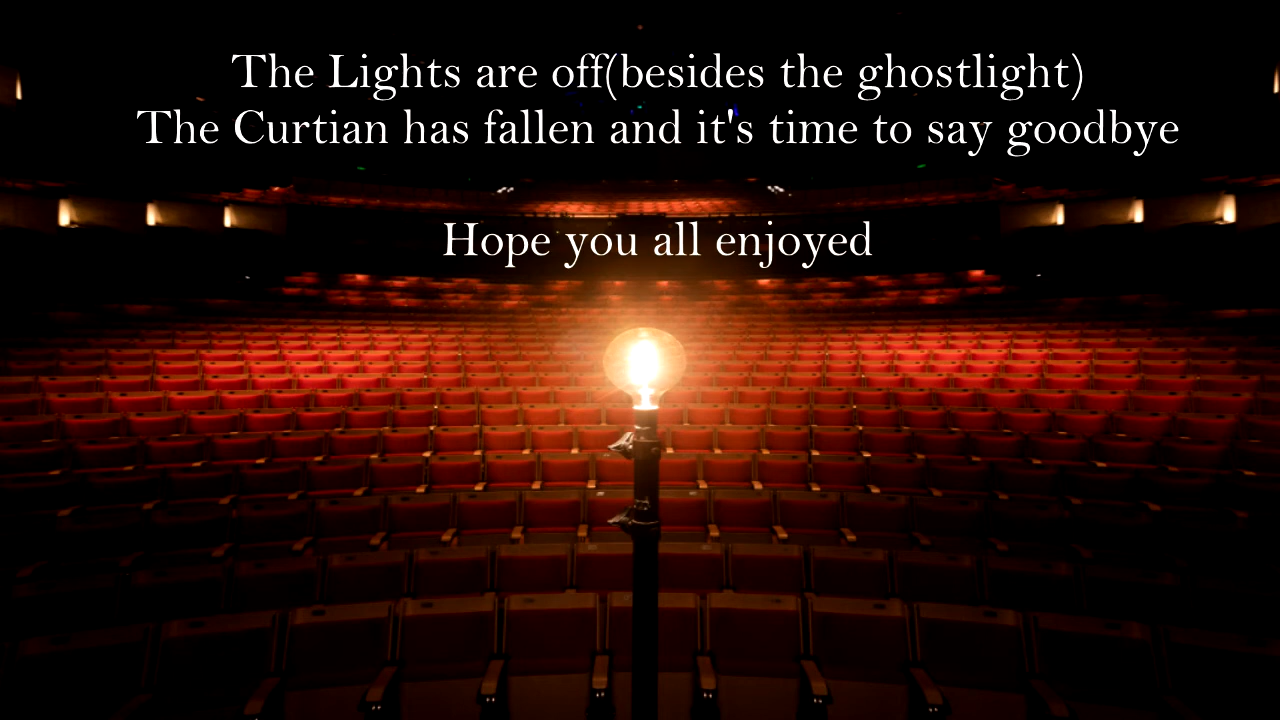 The Lights are off(besides the ghostlight)
The Curtian has fallen and it's time to say goodbye
Hope you all enjoyed